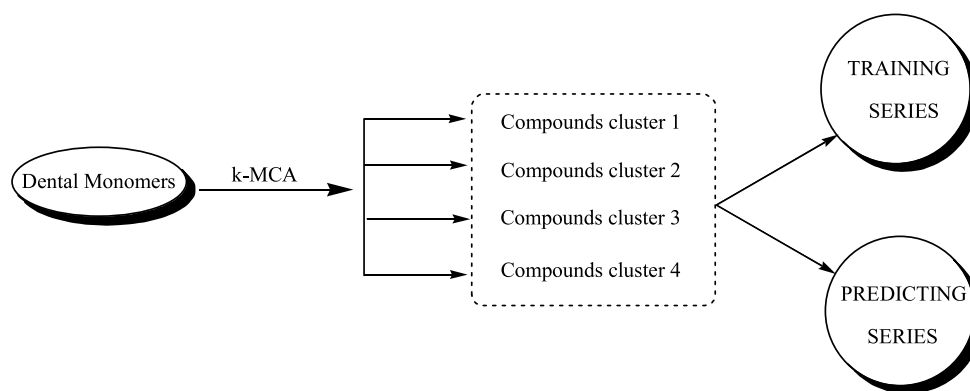 Dental Monomers
k-MCA
Compounds cluster 1
Compounds cluster 2
Compounds cluster 3
Compounds cluster 4
TRAINING
SERIES
PREDICTING
SERIES